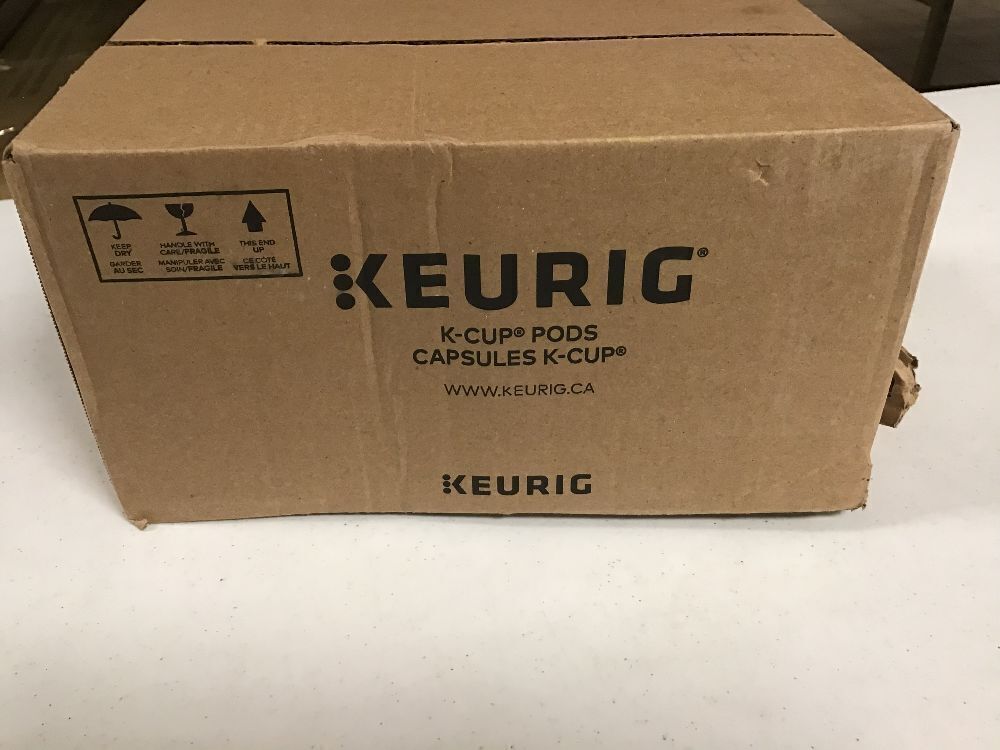 KEEP
DRY
GARDER
AU SEC
HANDLE WITH
CARE/FRAGILE
MANIPULER AVEC
SOIN/FRAGILE
THIS END
UP
CE CÔTÉ
VERS LE HAUT
KEURIG®
K-CUP® PODS
CAPSULES K-CUP®
WWW.KEURIG.CA
KEURIG